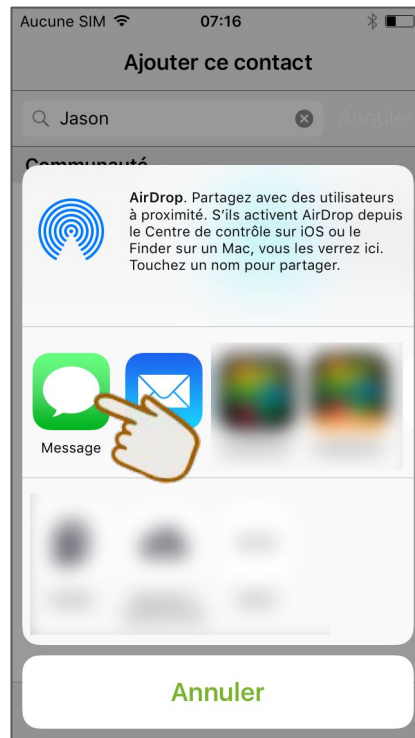 Aucune SIM 07:16
Ajouter ce contact
Jason Annuler
Communauté
AirDrop. Partagez avec des utilisateurs
à proximité. S'ils activent AirDrop depuis
le Centre de contrôle sur iOS ou le
Finder sur un Mac, vous les verrez ici.
Touchez un nom pour partager.
Message
Annuler